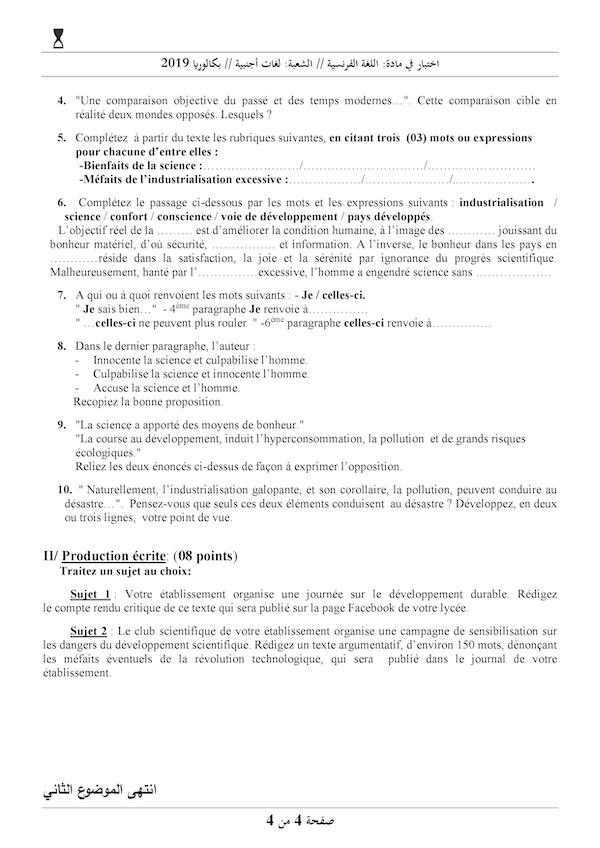 اختبار في مادة: اللغة الفرنسية // الشعبة: لغات أجنبية // بكالوريا 2019
4. "Une comparaison objective du passé et des temps modernes…". Cette comparaison cible en
réalité deux mondes opposés. Lesquels ?
5. Complétez à partir du texte les rubriques suivantes, en citant trois (03) mots ou expressions
pour chacune d’entre elles :
-Bienfaits de la science :……………………/…………………………/………………………
-Méfaits de l’industrialisation excessive :………………/…………………/………………….
6. Complétez le passage ci-dessous par les mots et les expressions suivants : industrialisation /
science / confort / conscience / voie de développement / pays développés.
L’objectif réel de la ……… est d’améliorer la condition humaine, à l’image des ………… jouissant du
bonheur matériel, d’où sécurité, …………… et information. A l’inverse, le bonheur dans les pays en
…………réside dans la satisfaction, la joie et la sérénité par ignorance du progrès scientifique.
Malheureusement, hanté par l’……………excessive, l’homme a engendré science sans ………………
7. A qui ou à quoi renvoient les mots suivants : - Je / celles-ci.
" Je sais bien…" - 4ème paragraphe Je renvoie à……………
" …celles-ci ne peuvent plus rouler " -6ème paragraphe celles-ci renvoie à……………
8. Dans le dernier paragraphe, l’auteur :
- Innocente la science et culpabilise l’homme.
- Culpabilise la science et innocente l’homme.
- Accuse la science et l’homme.
Recopiez la bonne proposition.
9. "La science a apporté des moyens de bonheur."
"La course au développement, induit l’hyperconsommation, la pollution et de grands risques
écologiques."
Reliez les deux énoncés ci-dessus de façon à exprimer l’opposition.
10. " Naturellement, l’industrialisation galopante, et son corollaire, la pollution, peuvent conduire au
désastre…". Pensez-vous que seuls ces deux éléments conduisent au désastre ? Développez, en deux
ou trois lignes, votre point de vue.
II/ Production écrite: (08 points)
Traitez un sujet au choix:
Sujet 1 : Votre établissement organise une journée sur le développement durable. Rédigez
le compte rendu critique de ce texte qui sera publié sur la page Facebook de votre lycée.
Sujet 2 : Le club scientifique de votre établissement organise une campagne de sensibilisation sur
les dangers du développement scientifique. Rédigez un texte argumentatif, d’environ 150 mots, dénonçant
les méfaits éventuels de la révolution technologique, qui sera publié dans le journal de votre
établissement.
انتهى الموضوع الثاني
صفحة 4 من 4